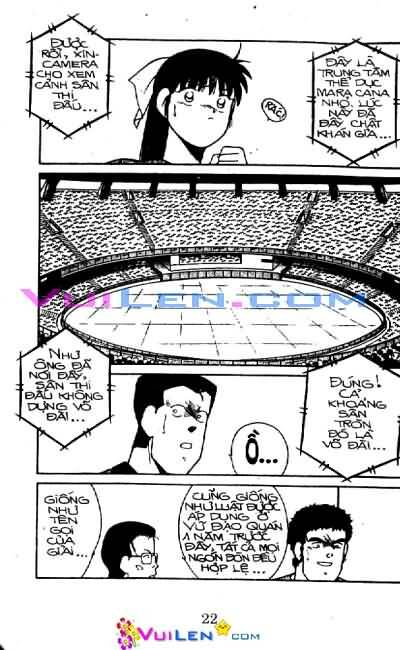 ĐƯỢC
RỒI, XIN
CAMERA
CHO XEM
CẢNH SÂN
THI
ĐẤU...
RẮC
ĐÂY LÀ
TRUNG TÂM
THỂ DỤC
MARACANA
NHỎ. LÚC
NÀY ĐÃ
ĐẦY CHẬT
KHÁN GIẢ...
VuiLen.com
NHƯ
ÔNG ĐÃ
NÓI ĐẤY,
SÂN THI
ĐẤU KHÔNG
DỰNG VÕ
ĐÀI...
ĐÚNG!
CẢ
KHOẢNG
SÂN
TRÒN
ĐÓ LÀ
VÕ ĐÀI...
Ồ...
GIỐNG
NHƯ
TÊN
GỌI
CỦA
GIẢI...
CŨNG GIỐNG
NHƯ LUẬT ĐƯỢC
ÁP DỤNG Ở
VŨ ĐẠO QUÁN
1 NĂM TRƯỚC
ĐÂY, TẤT CẢ MỌI
NGÓN ĐÒN ĐỀU
HỢP LỆ...
22
VuiLen.com